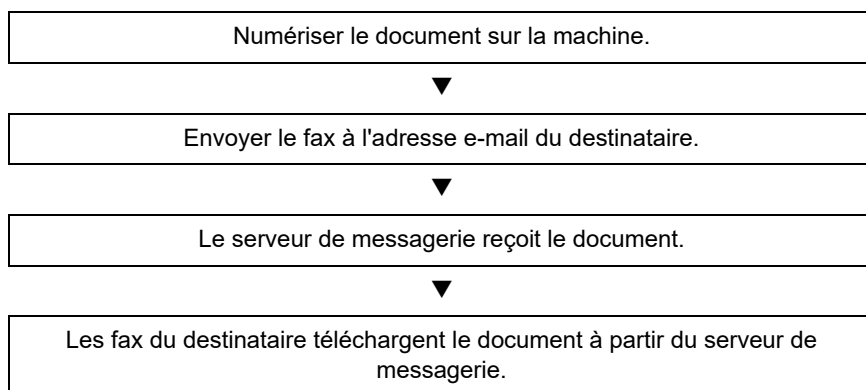 Numériser le document sur la machine.
▼
Envoyer le fax à l'adresse e-mail du destinataire.
▼
Le serveur de messagerie reçoit le document.
▼
Les fax du destinataire téléchargent le document à partir du serveur de
messagerie.